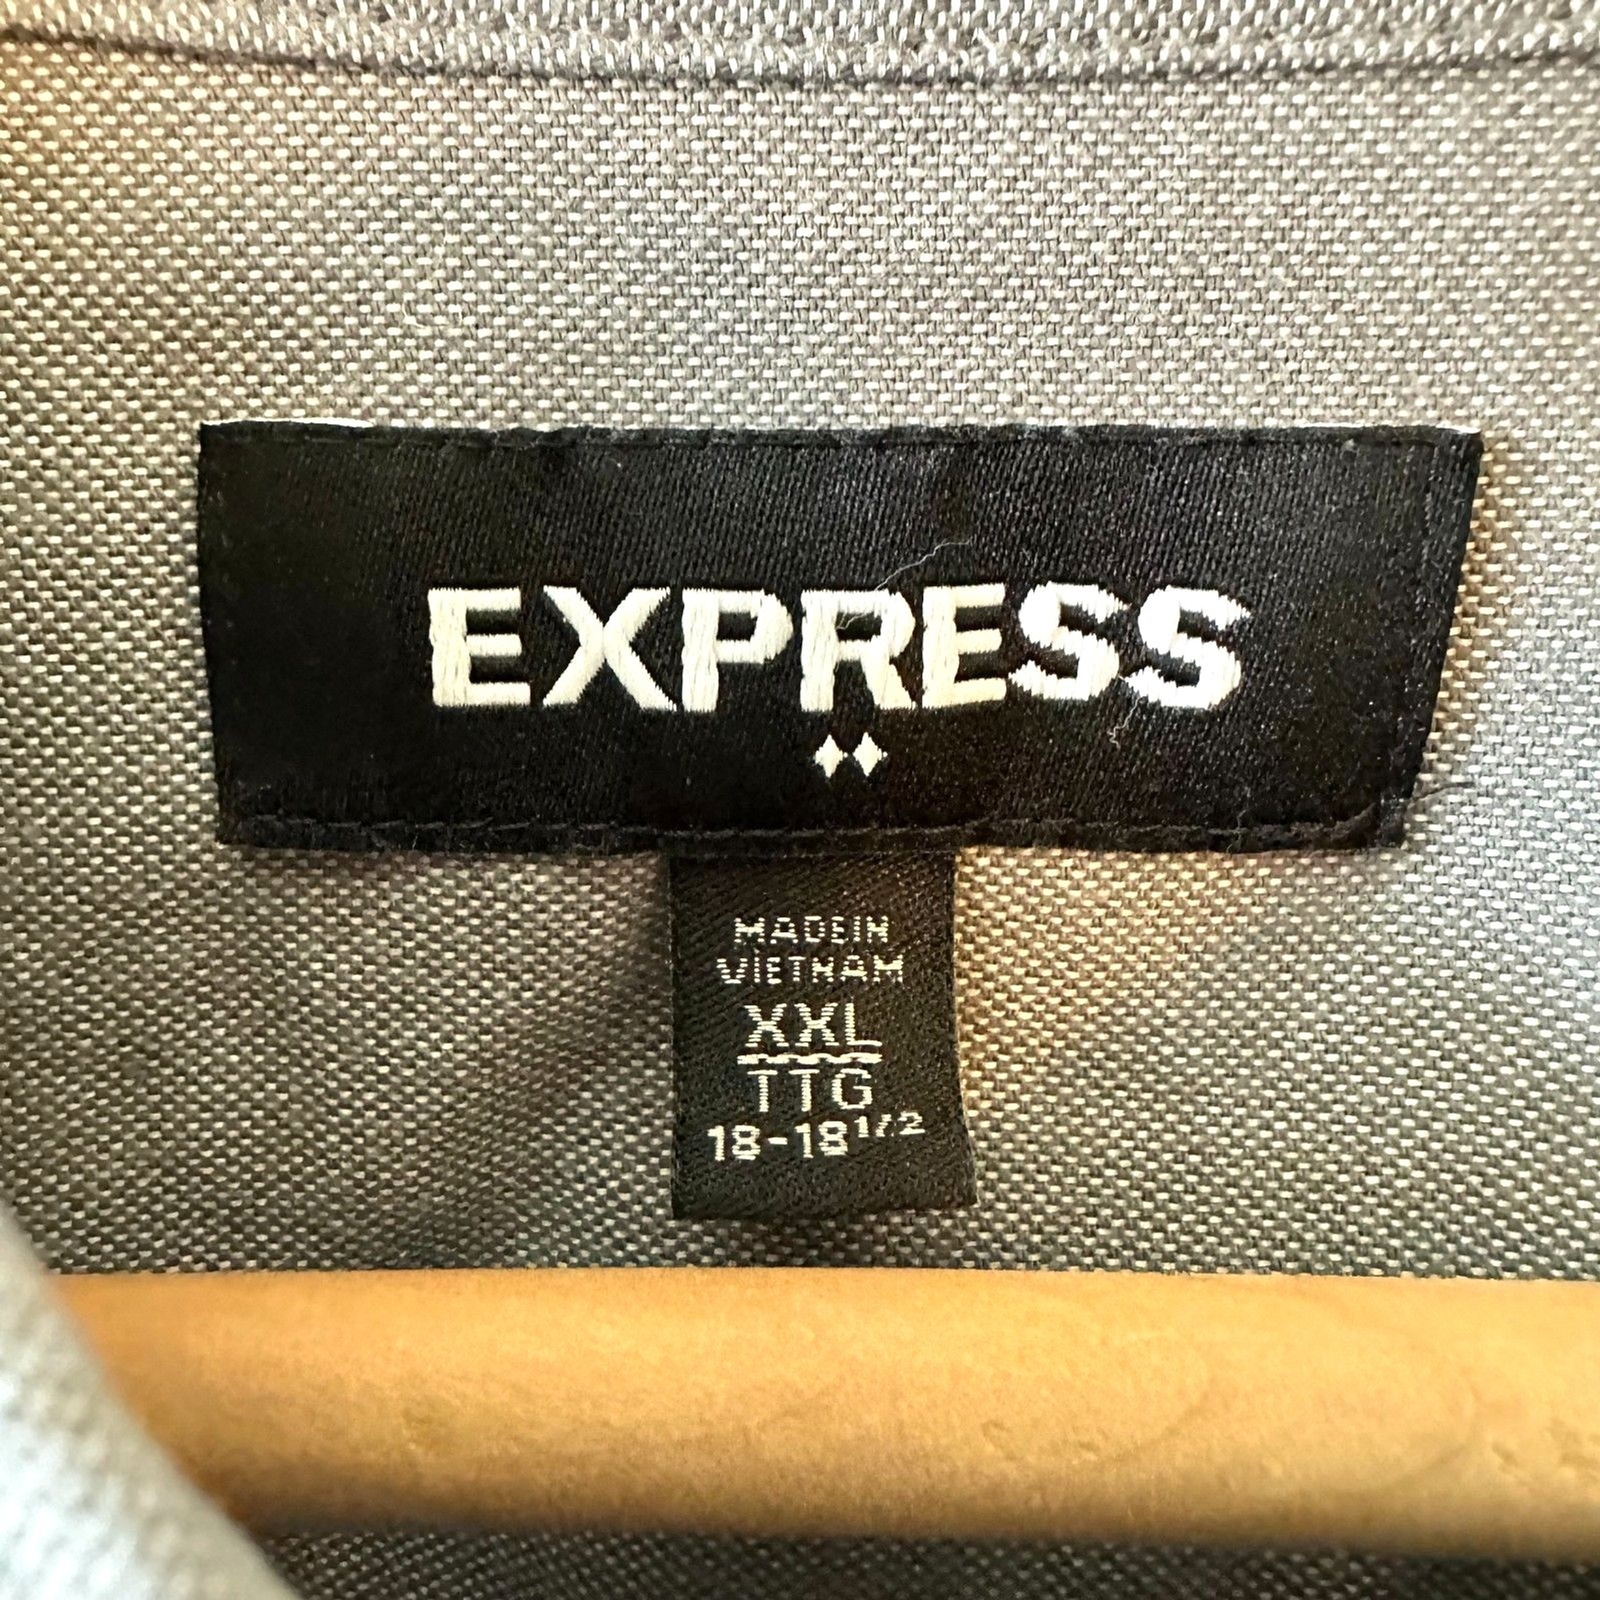 EXPRESS
MADE IN
VIETNAM
XXL
TTG
18-18 1/2